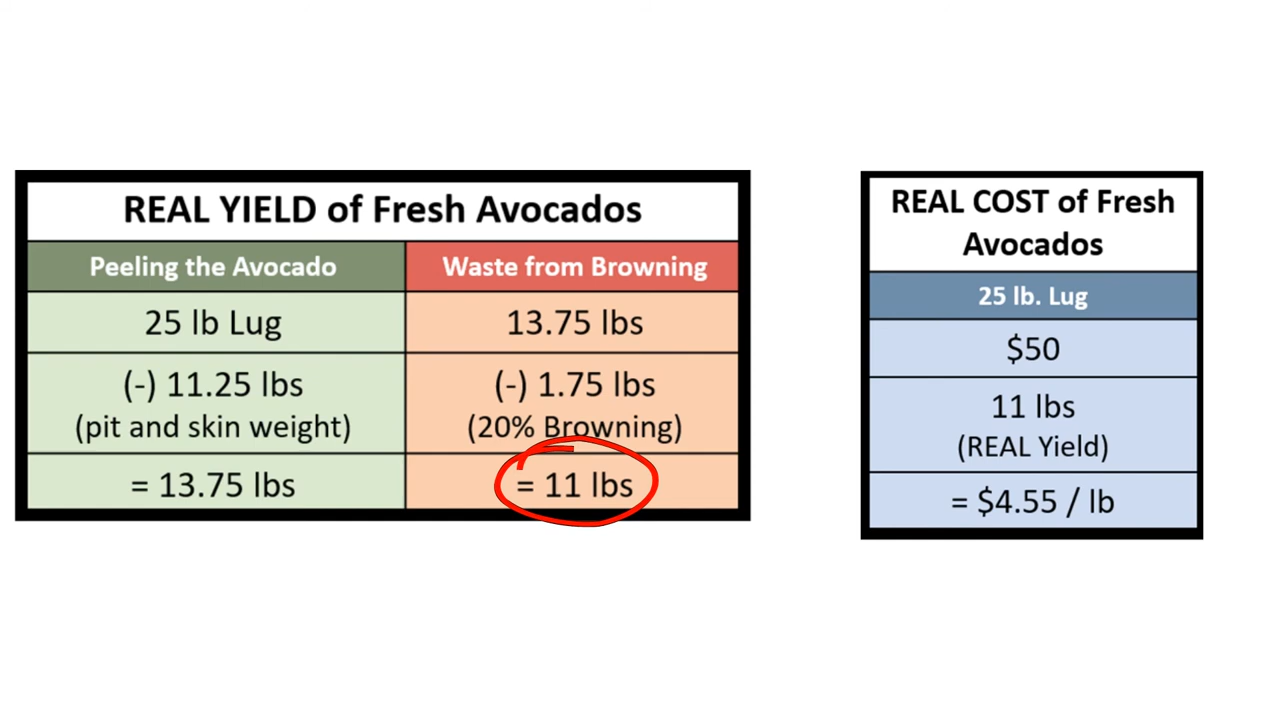 REAL YIELD of Fresh Avocados
Peeling the Avocado
Waste from Browning
25 lb Lug
13.75 lbs
(-) 11.25 lbs
(pit and skin weight)
(-) 1.75 lbs
(20% Browning)
= 13.75 lbs
= 11 lbs
REAL COST of Fresh
Avocados
25 lb. Lug
$50
11 lbs
(REAL Yield)
= $4.55 / lb